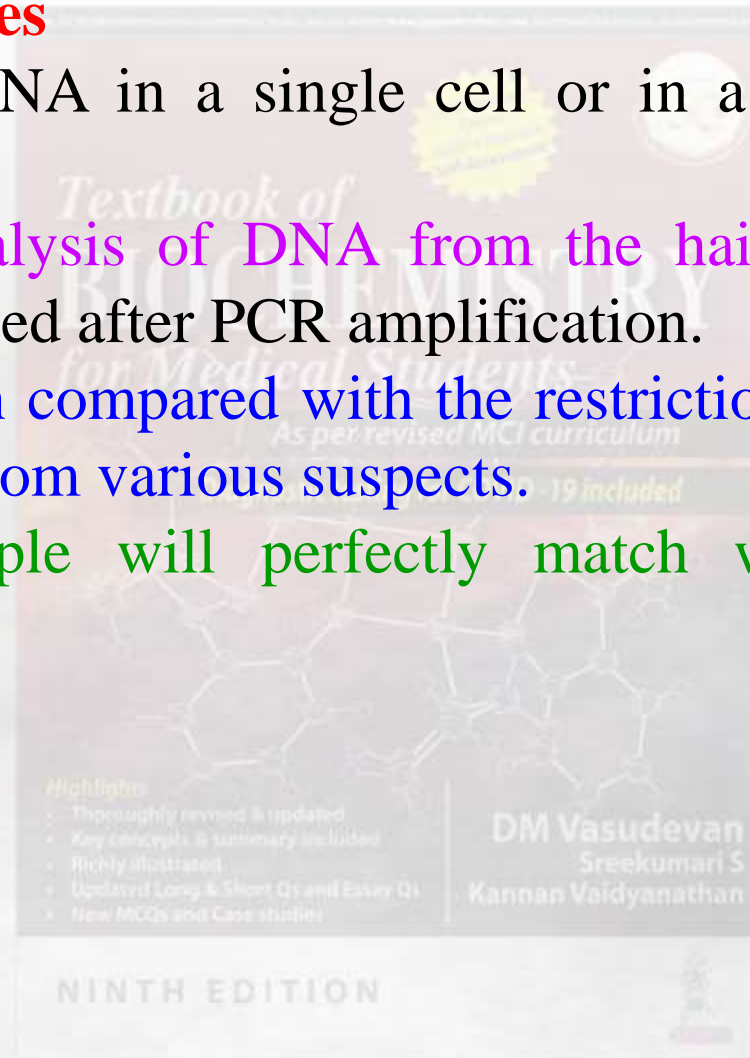 es
NA in a single cell or in a
alysis of DNA from the hai
ed after PCR amplification.
n compared with the restrictio
om various suspects.
ple will perfectly match
Textbook of
BIOCHEMISTRY
for Medical Students
As per revised MCI curriculum
-19 included
Highlights
• Thoroughly revised & updated
• Key concepts & summary included
• Richly illustrated
• Updated Long & Short Qs and Essay Qs
• New MCQs and Case studies
DM Vasudevan
Sreekumari S
Kannan Vaidyanathan
NINTH EDITION